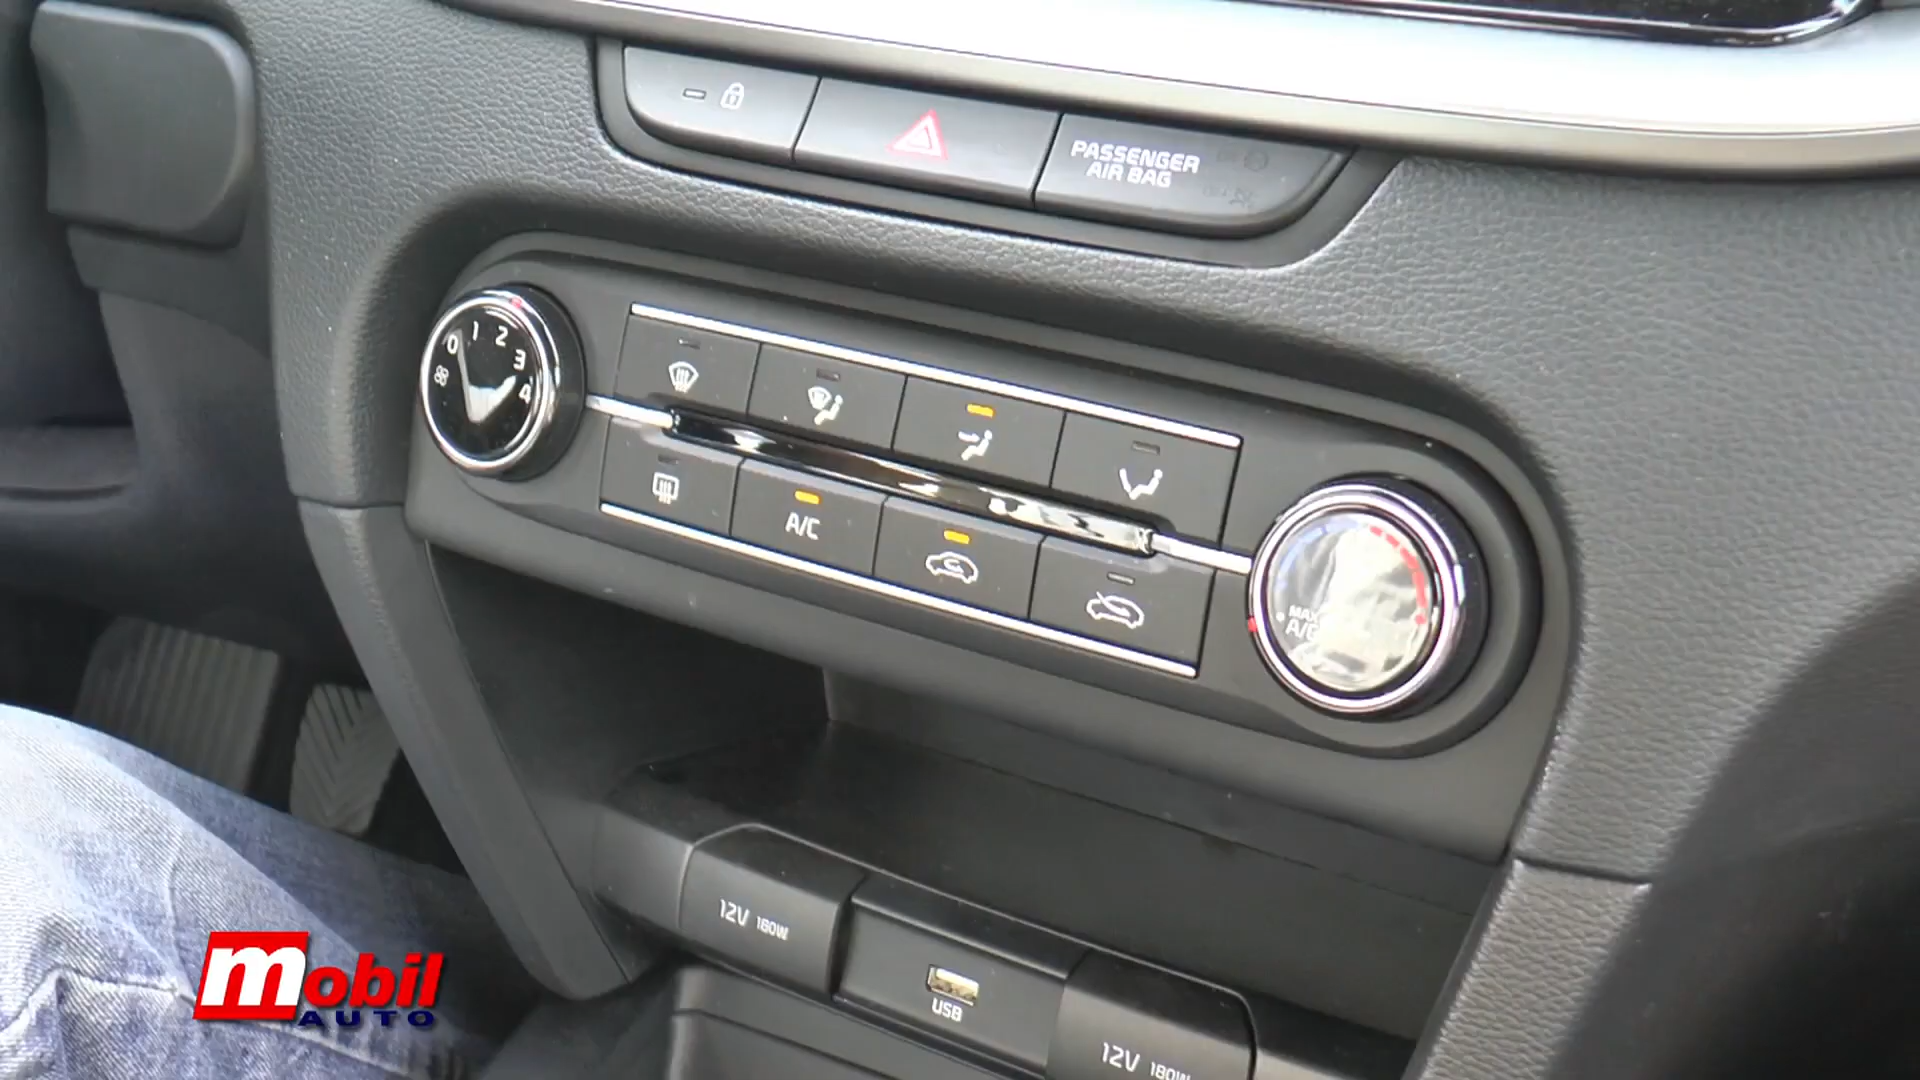 PASSENGER
AIR BAG
0 1 2 3 4
A/C
MAX
A/C
12V 180W
USB
12V 180W
mobil
AUTO